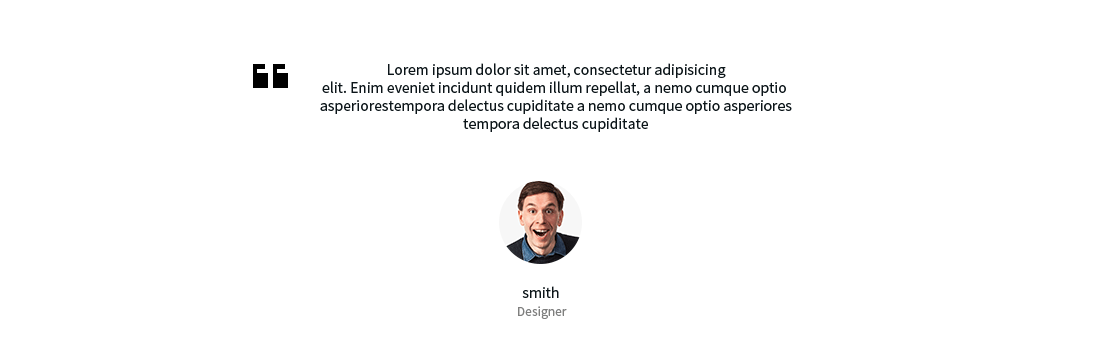 Lorem ipsum dolor sit amet, consectetur adipisicing
elit. Enim eveniet incidunt quidem illum repellat, a nemo cumque optio
asperiorestempora delectus cupiditate a nemo cumque optio asperiores
tempora delectus cupiditate
smith
Designer